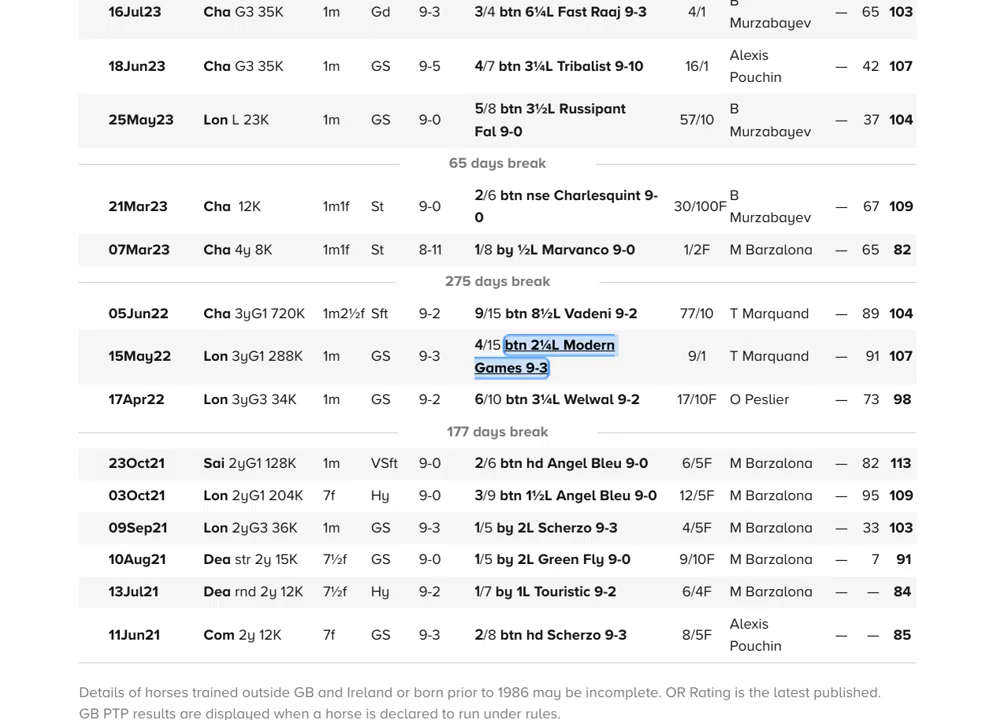 16Jul23 Cha G3 35K 1m Gd 9-3 3/4 btn 6¼L Fast Raaj 9-3 4/1 B Murzabayev — 65 103
18Jun23 Cha G3 35K 1m GS 9-5 4/7 btn 3¼L Tribalist 9-10 16/1 Alexis Pouchin — 42 107
25May23 Lon L 23K 1m GS 9-0 5/8 btn 3½L Russipant Fal 9-0 57/10 B Murzabayev — 37 104
65 days break
21Mar23 Cha 12K 1m1f St 9-0 2/6 btn nse Charlesquint 9-0 30/100F B Murzabayev — 67 109
07Mar23 Cha 4y 8K 1m1f St 8-11 1/8 by ½L Marvanco 9-0 1/2F M Barzalona — 65 82
275 days break
05Jun22 Cha 3yG1 720K 1m2½f Sft 9-2 9/15 btn 8½L Vadeni 9-2 77/10 T Marquand — 89 104
15May22 Lon 3yG1 288K 1m GS 9-3 4/15 btn 2¼L Modern Games 9-3 9/1 T Marquand — 91 107
17Apr22 Lon 3yG3 34K 1m GS 9-2 6/10 btn 3¼L Welwal 9-2 17/10F O Peslier — 73 98
177 days break
23Oct21 Sai 2yG1 128K 1m VSft 9-0 2/6 btn hd Angel Bleu 9-0 6/5F M Barzalona — 82 113
03Oct21 Lon 2yG1 204K 7f Hy 9-0 3/9 btn 1½L Angel Bleu 9-0 12/5F M Barzalona — 95 109
09Sep21 Lon 2yG3 36K 1m GS 9-3 1/5 by 2L Scherzo 9-3 4/5F M Barzalona — 33 103
10Aug21 Dea str 2y 15K 7½f GS 9-0 1/5 by 2L Green Fly 9-0 9/10F M Barzalona — 7 91
13Jul21 Dea rnd 2y 12K 7½f Hy 9-2 1/7 by 1L Touristic 9-2 6/4F M Barzalona — — 84
11Jun21 Com 2y 12K 7f GS 9-3 2/8 btn hd Scherzo 9-3 8/5F Alexis Pouchin — — 85
Details of horses trained outside GB and Ireland or born prior to 1986 may be incomplete. OR Rating is the latest published.
GB PTP results are displayed when a horse is declared to run under rules.